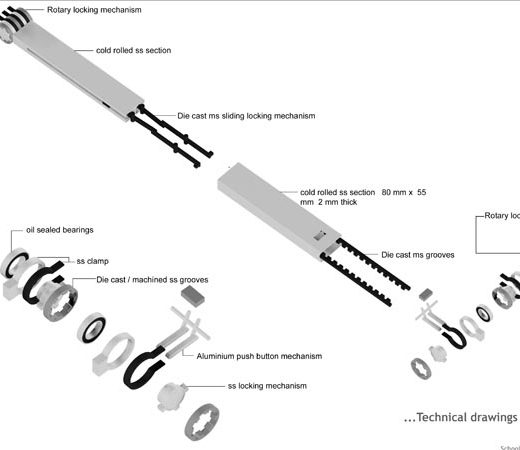 Rotary locking mechanism
cold rolled ss section
Die cast ms sliding locking mechanism
cold rolled ss section 80 mm x 55
mm 2 mm thick
Rotary loc
oil sealed bearings
Die cast ms grooves
ss clamp
Die cast / machined ss grooves
Aluminium push button mechanism
ss locking mechanism
...Technical drawings
School